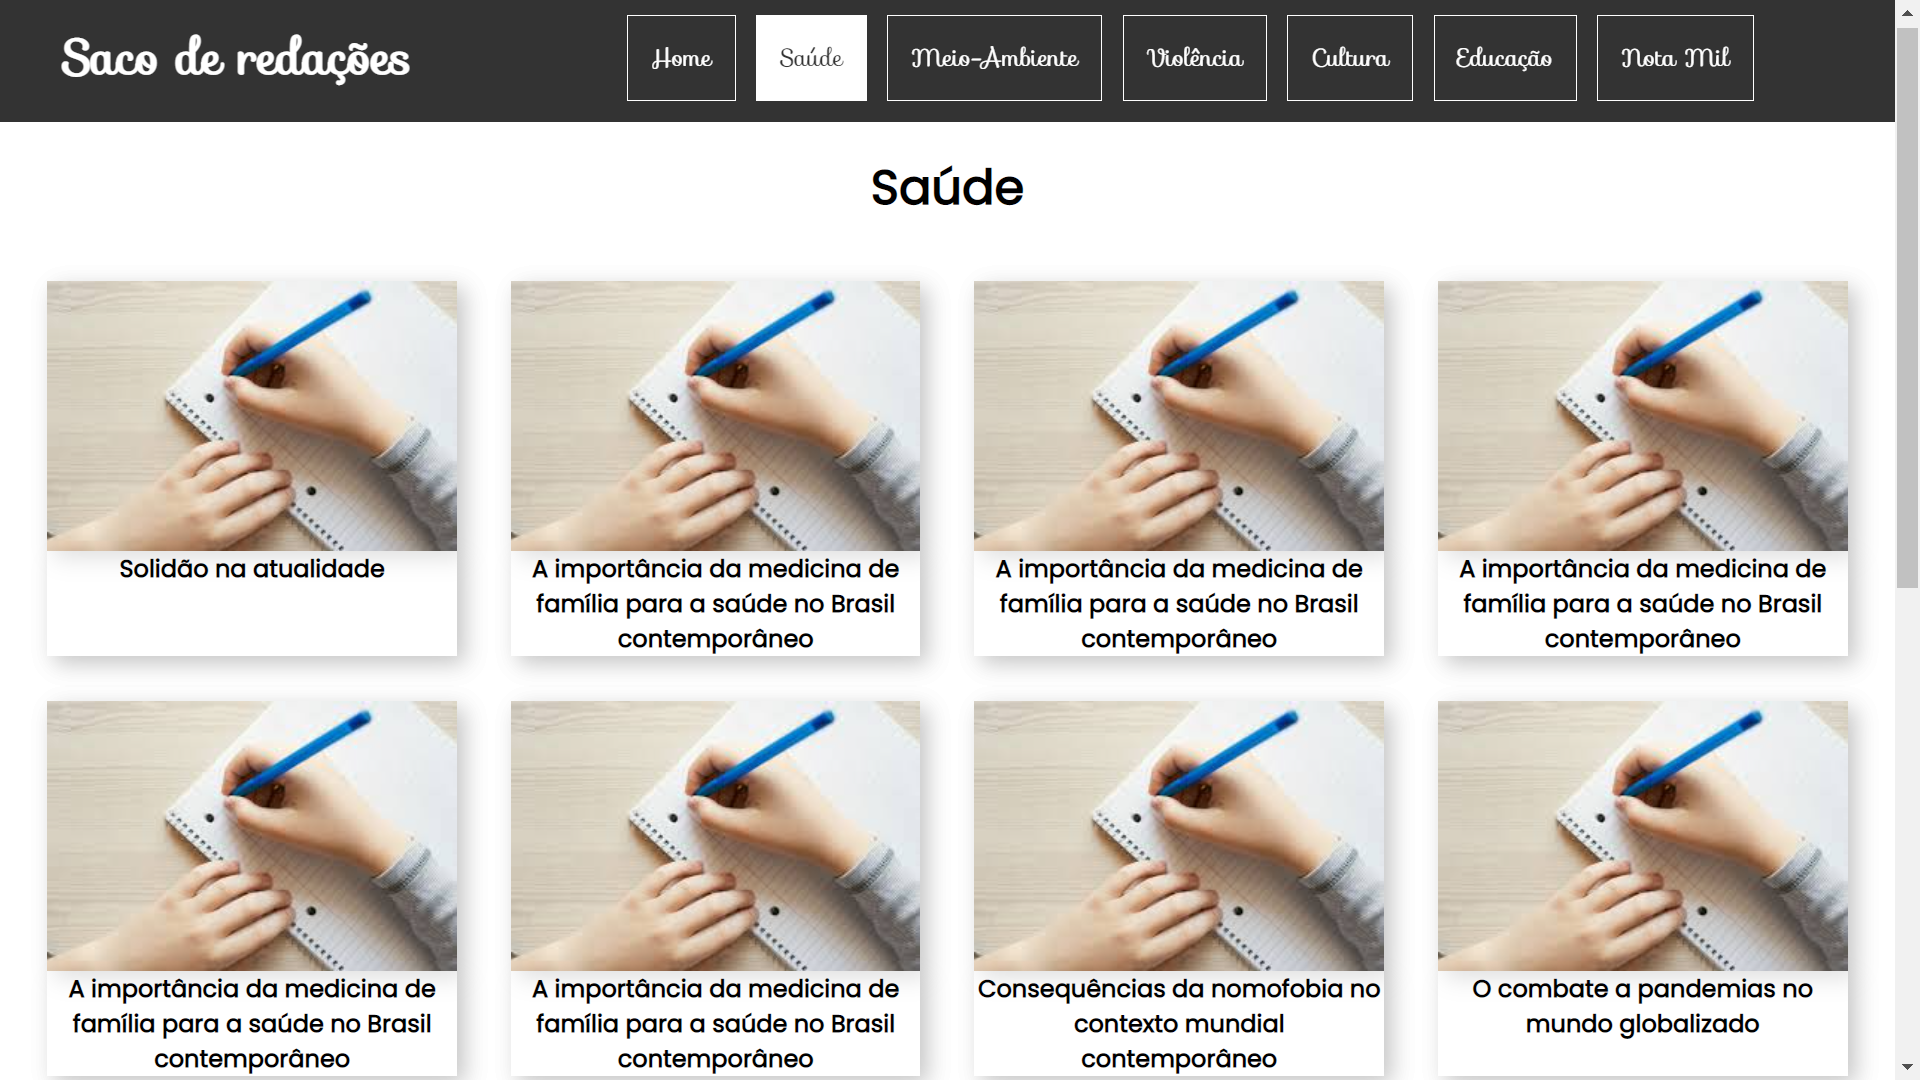 Saco de redações
Home
Saúde
Meio-Ambiente
Violência
Cultura
Educação
Nota Mil
Saúde
Solidão na atualidade
A importância da medicina de
família para a saúde no Brasil
contemporâneo
A importância da medicina de
família para a saúde no Brasil
contemporâneo
A importância da medicina de
família para a saúde no Brasil
contemporâneo
A importância da medicina de
família para a saúde no Brasil
contemporâneo
A importância da medicina de
família para a saúde no Brasil
contemporâneo
Consequências da nomofobia no
contexto mundial
contemporâneo
O combate a pandemias no
mundo globalizado